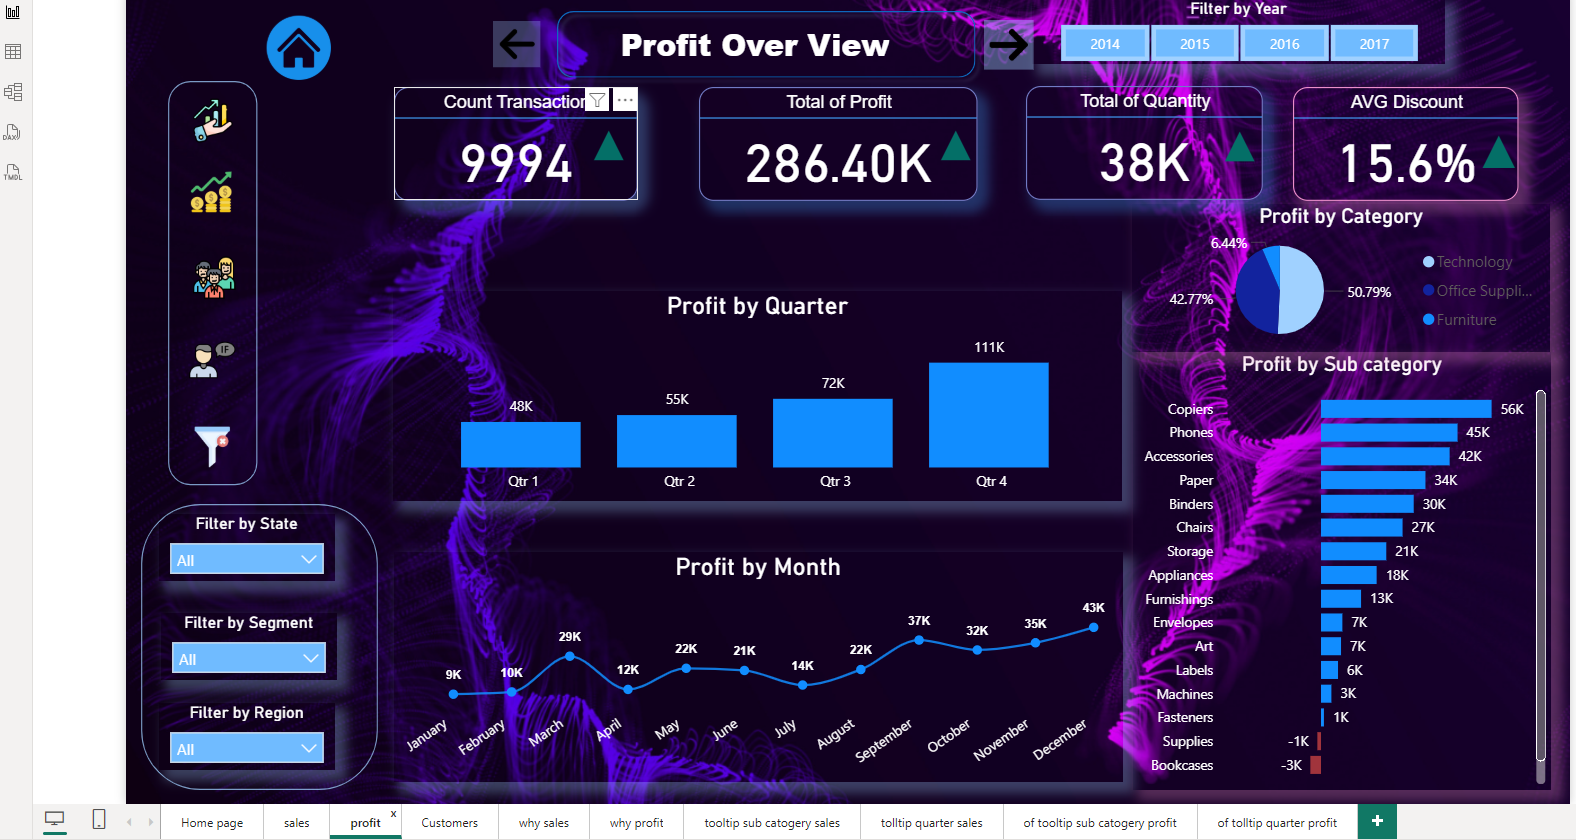 Filter by Year
Profit Over View
2014
2015
2016
2017
Count Transaction
9994
Total of Profit
286.40K
Total of Quantity
38K
AVG Discount
15.6%
DAX
TMDL
IF
Profit by Category
6.44%
42.77%
50.79%
Technology
Office Suppli...
Furniture
Profit by Quarter
48K
55K
72K
111K
Qtr 1
Qtr 2
Qtr 3
Qtr 4
Profit by Sub category
Copiers 56K
Phones 45K
Accessories 42K
Paper 34K
Binders 30K
Chairs 27K
Storage 21K
Appliances 18K
Furnishings 13K
Envelopes 7K
Art 7K
Labels 6K
Machines 3K
Fasteners 1K
Supplies -1K
Bookcases -3K
Filter by State
All
Filter by Segment
All
Filter by Region
All
Profit by Month
9K
10K
29K
12K
22K
21K
14K
22K
37K
32K
35K
43K
January
February
March
April
May
June
July
August
September
October
November
December
Home page
sales
profit
x
Customers
why sales
why profit
tooltip sub catogery sales
tolltip quarter sales
of tooltip sub catogery profit
of tolltip quarter profit
+